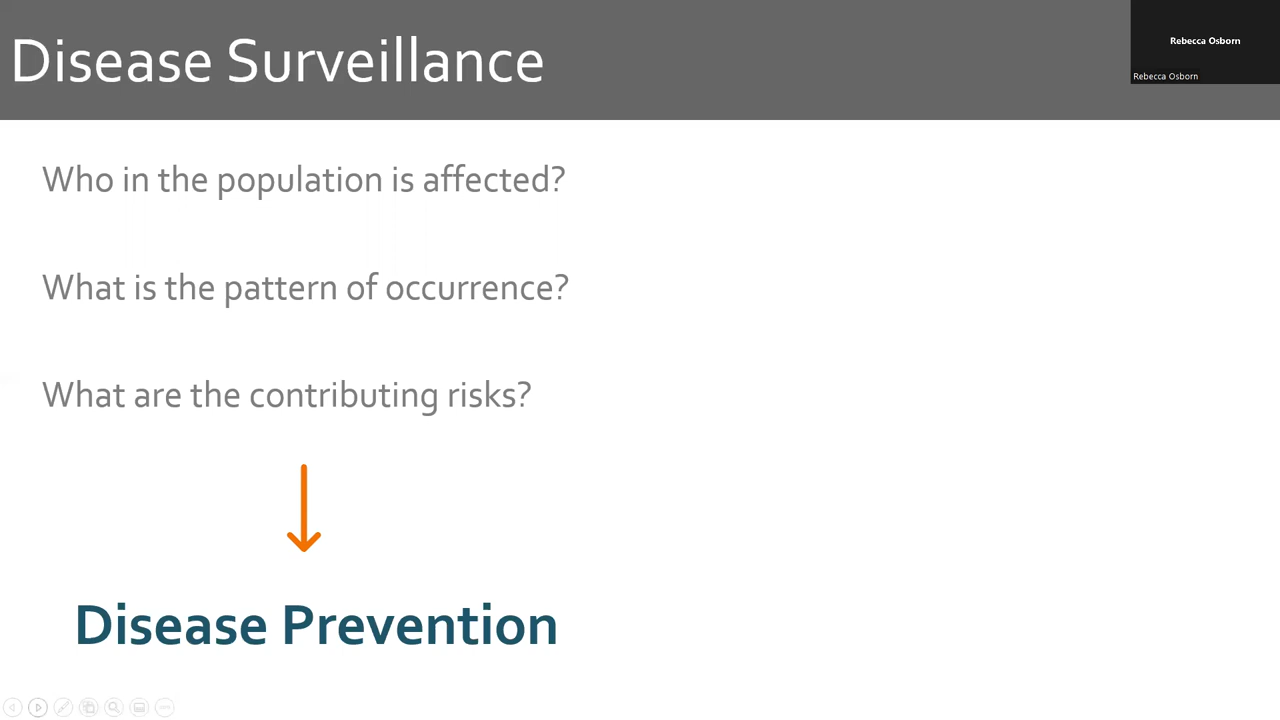 Disease Surveillance
Rebecca Osborn
Rebecca Osborn
Who in the population is affected?
What is the pattern of occurrence?
What are the contributing risks?
Disease Prevention